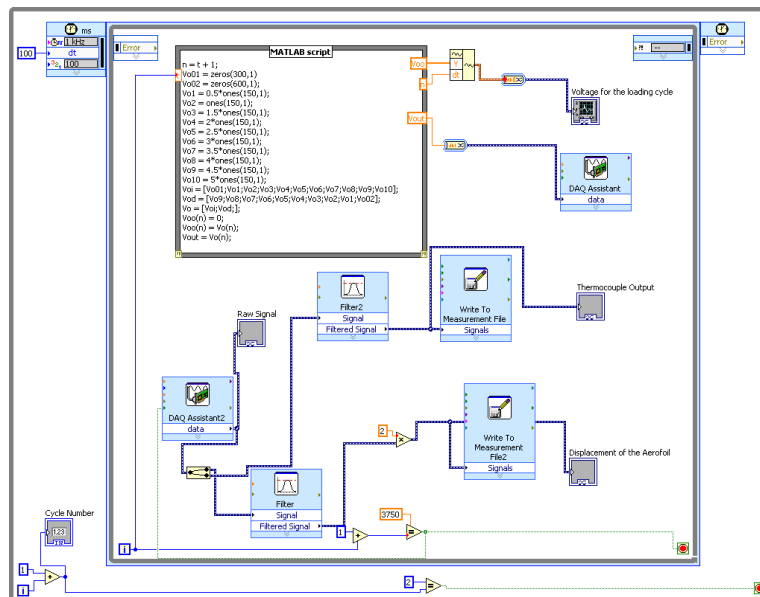 ms
1 kHz
100
dt
100
Error
Error
MATLAB script
n = t + 1;
Vo01 = zeros(300,1)
Vo02 = zeros(600,1);
Vo1 = 0.5*ones(150,1);
Vo2 = ones(150,1);
Vo3 = 1.5*ones(150,1);
Vo4 = 2*ones(150,1);
Vo5 = 2.5*ones(150,1);
Vo6 = 3*ones(150,1);
Vo7 = 3.5*ones(150,1);
Vo8 = 4*ones(150,1);
Vo9 = 4.5*ones(150,1);
Vo10 = 5*ones(150,1);
Voi = [Vo01;Vo1;Vo2;Vo3;Vo4;Vo5;Vo6;Vo7;Vo8;Vo9;Vo10];
Vod = [Vo9;Vo8;Vo7;Vo6;Vo5;Vo4;Vo3;Vo2;Vo1;Vo02];
Vo = [Voi;Vod;];
Voo(n) = 0;
Voo(n) = Vo(n);
Vout = Vo(n);
Voo
Y
dt
Vout
Voltage for the loading cycle
DAQ Assistant
data
Filter2
Signal
Filtered Signal
Write To
Measurement File
Signals
Thermocouple Output
Raw Signal
DAQ Assistant2
data
Filter
Signal
Filtered Signal
2
Write To
Measurement
File2
Signals
Displacement of the Aerofoil
3750
1
i
Cycle Number
1.23
1
i
2